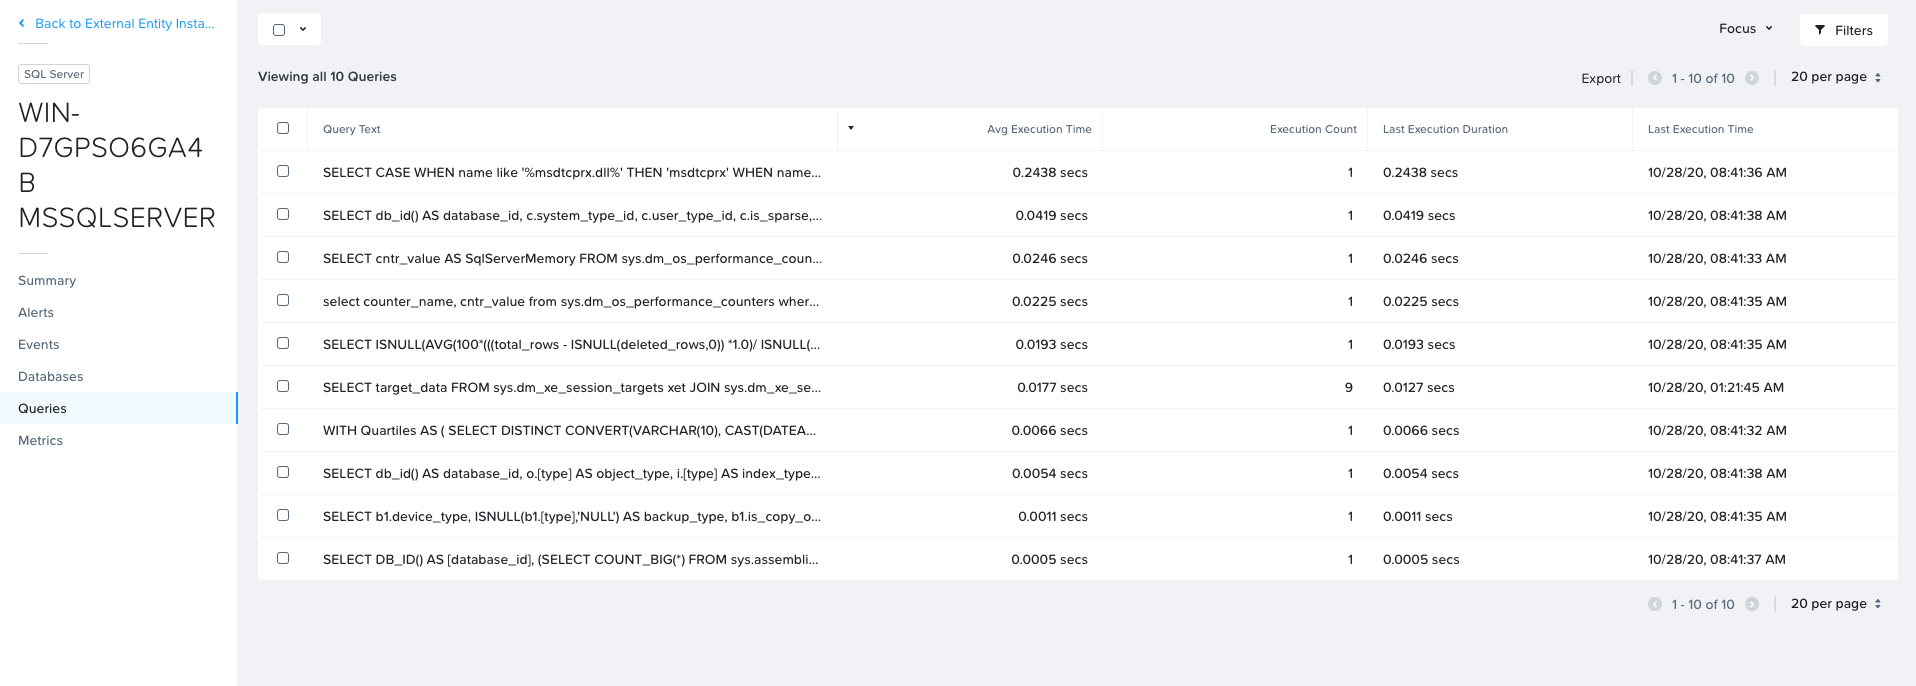 Back to External Entity Insta...
SQL Server
WIN-
D7GPSO6GA4
B
MSSQLSERVER
Summary
Alerts
Events
Databases
Queries
Metrics
Focus
Filters
Viewing all 10 Queries
Export 1 - 10 of 10 20 per page
Query Text Avg Execution Time Execution Count Last Execution Duration Last Execution Time
SELECT CASE WHEN name like '%msdtcprx.dll%' THEN 'msdtcprx' WHEN name... 0.2438 secs 1 0.2438 secs 10/28/20, 08:41:36 AM
SELECT db_id() AS database_id, c.system_type_id, c.user_type_id, c.is_sparse,... 0.0419 secs 1 0.0419 secs 10/28/20, 08:41:38 AM
SELECT cntr_value AS SqlServerMemory FROM sys.dm_os_performance_coun... 0.0246 secs 1 0.0246 secs 10/28/20, 08:41:33 AM
select counter_name, cntr_value from sys.dm_os_performance_counters wher... 0.0225 secs 1 0.0225 secs 10/28/20, 08:41:35 AM
SELECT ISNULL(AVG(100*(((total_rows - ISNULL(deleted_rows,0)) *1.0)/ ISNULL(... 0.0193 secs 1 0.0193 secs 10/28/20, 08:41:35 AM
SELECT target_data FROM sys.dm_xe_session_targets xet JOIN sys.dm_xe_se... 0.0177 secs 9 0.0127 secs 10/28/20, 01:21:45 AM
WITH Quartiles AS ( SELECT DISTINCT CONVERT(VARCHAR(10), CAST(DATEA... 0.0066 secs 1 0.0066 secs 10/28/20, 08:41:32 AM
SELECT db_id() AS database_id, o.[type] AS object_type, i.[type] AS index_type... 0.0054 secs 1 0.0054 secs 10/28/20, 08:41:38 AM
SELECT b1.device_type, ISNULL(b1.[type],'NULL') AS backup_type, b1.is_copy_o... 0.0011 secs 1 0.0011 secs 10/28/20, 08:41:35 AM
SELECT DB_ID() AS [database_id], (SELECT COUNT_BIG(*) FROM sys.assembli... 0.0005 secs 1 0.0005 secs 10/28/20, 08:41:37 AM
1 - 10 of 10 20 per page